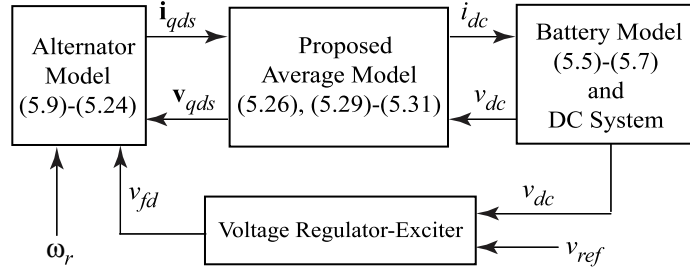 Alternator
Model
(5.9)-(5.24)
i_qds
v_qds
Proposed
Average Model
(5.26), (5.29)-(5.31)
i_dc
v_dc
Battery Model
(5.5)-(5.7)
and
DC System
v_fd
ω_r
Voltage Regulator-Exciter
v_dc
v_ref